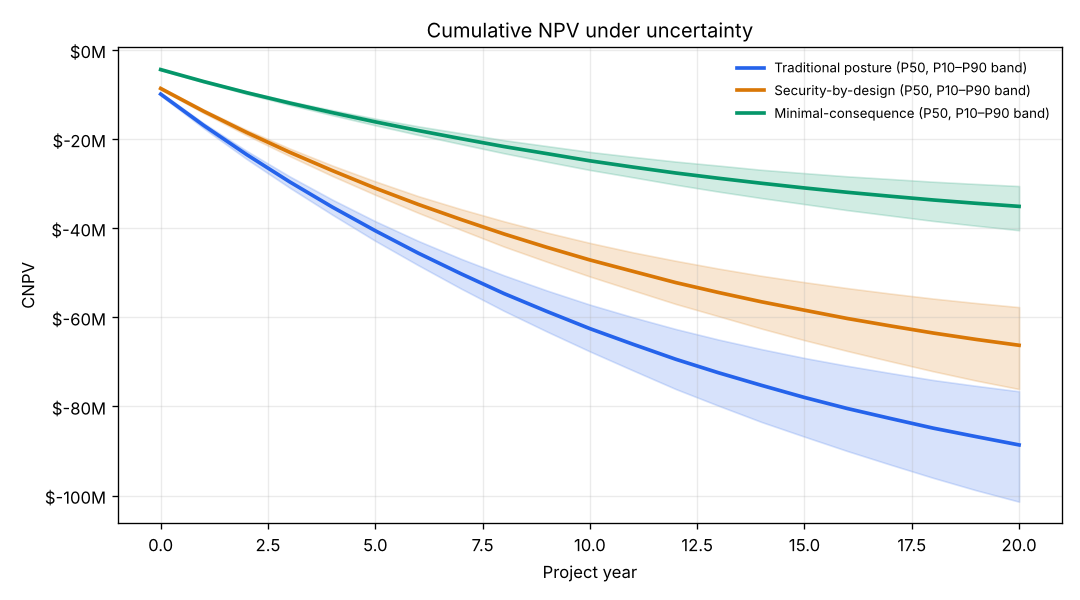 Cumulative NPV under uncertainty
$0M
$-20M
$-40M
$-60M
$-80M
$-100M
CNPV
Traditional posture (P50, P10–P90 band)
Security-by-design (P50, P10–P90 band)
Minimal-consequence (P50, P10–P90 band)
0.0 2.5 5.0 7.5 10.0 12.5 15.0 17.5 20.0
Project year